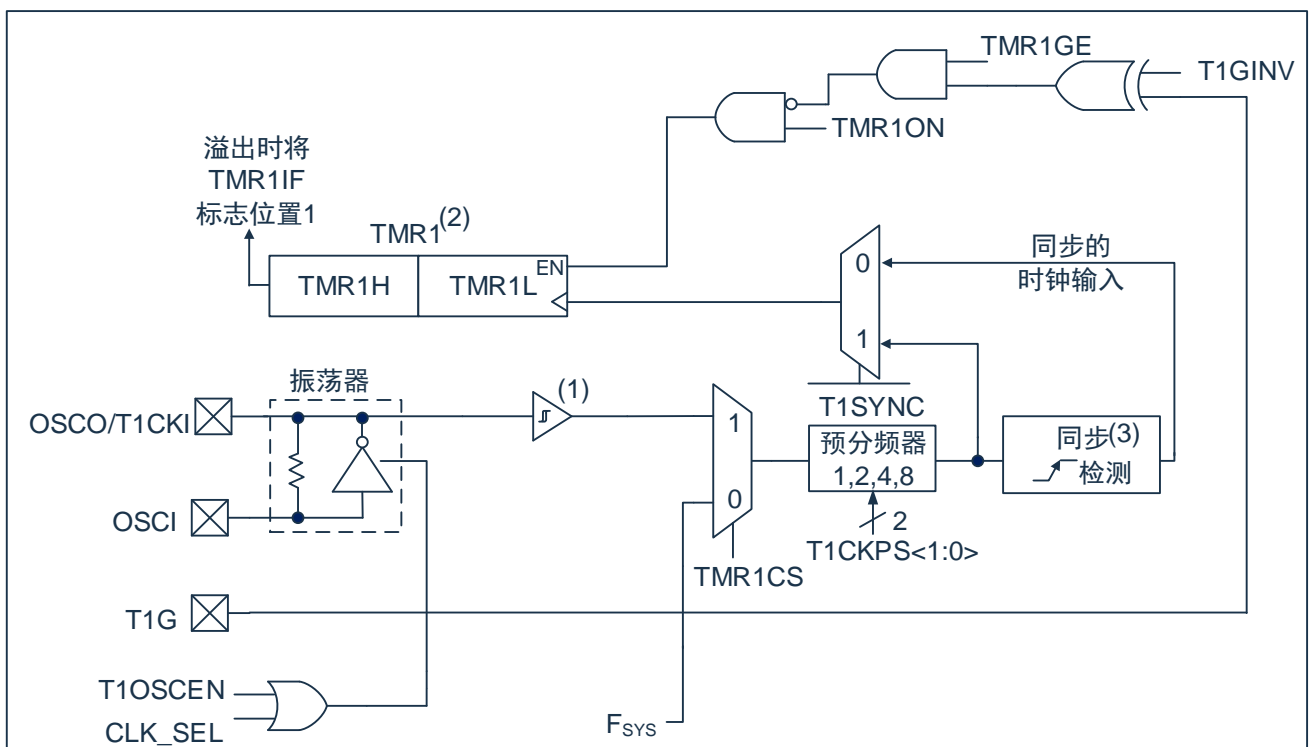 TMR1GE
T1GINV
TMR1ON
溢出时将
TMR1IF
标志位置1
TMR1(2)
TMR1H
TMR1L
EN
0
1
同步的
时钟输入
T1SYNC
振荡器
(1)
OSCO/T1CKI
OSCI
1
0
TMR1CS
预分频器
1,2,4,8
2
T1CKPS<1:0>
同步(3)
检测
T1G
T1OSCEN
CLK_SEL
FSYS